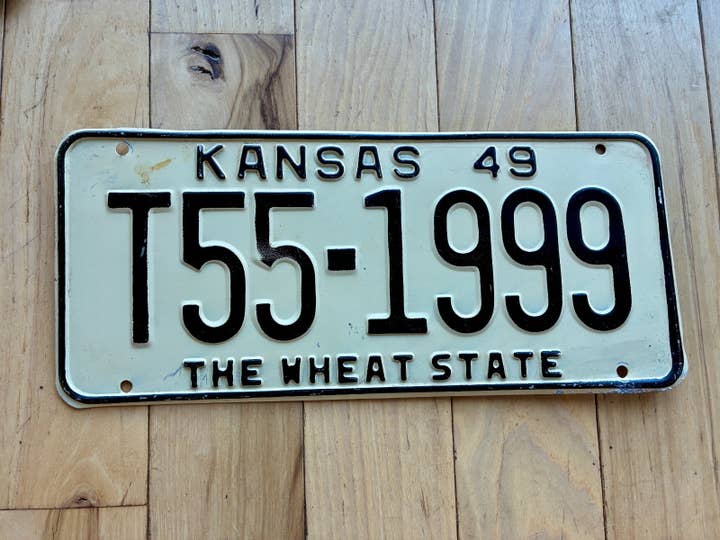 KANSAS 49
T55-1999
THE WHEAT STATE